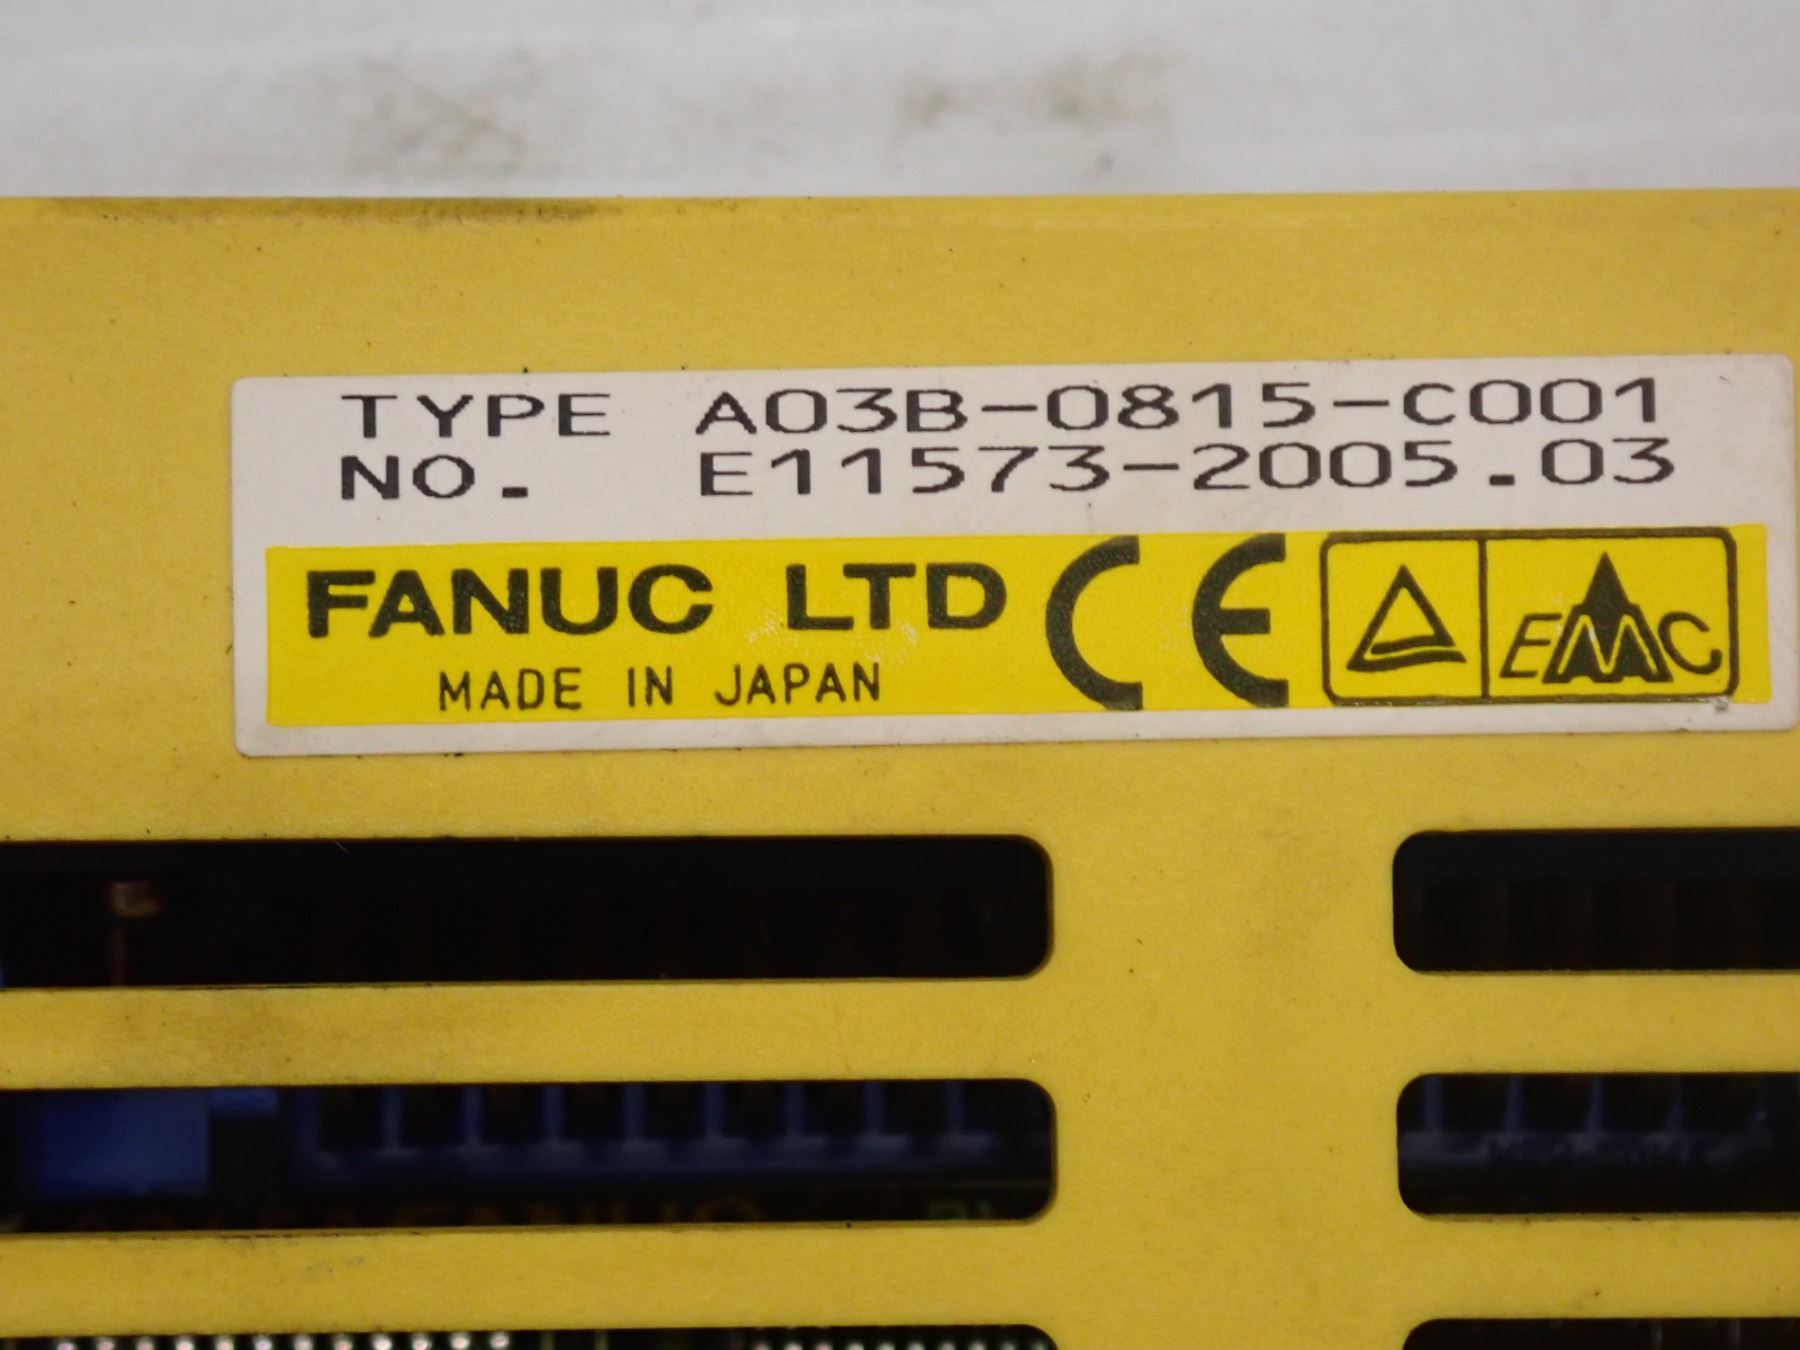 TYPE A03B-0815-C001
NO. E11573-2005.03
FANUC LTD CE EMC
MADE IN JAPAN